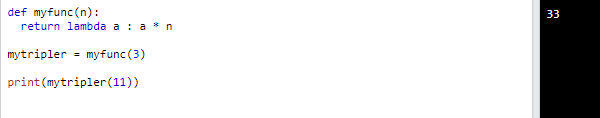 def myfunc(n):
  return lambda a : a * n
mytripler = myfunc(3)
print(mytripler(11))
33